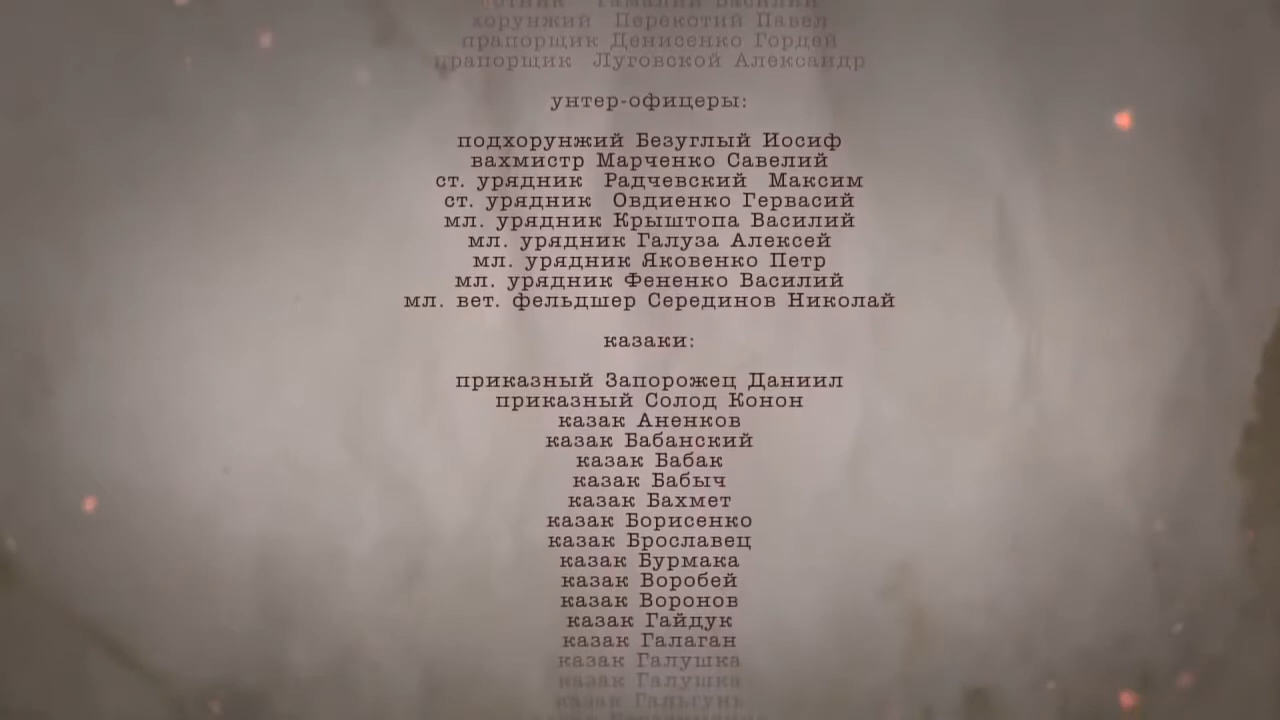 хорунжий Перекотий Павел
прапорщик Денисенко Гордей
прапорщик Луговской Александр
унтер-офицеры:
подхорунжий Безуглый Иосиф
вахмистр Марченко Савелий
ст. урядник Радчевский Максим
ст. урядник Овдиенко Гервасий
мл. урядник Крыштопа Василий
мл. урядник Галуза Алексей
мл. урядник Яковенко Петр
мл. урядник Фененко Василий
мл. вет. фельдшер Серединов Николай
казаки:
приказный Запорожец Даниил
приказный Солод Конон
казак Аненков
казак Бабанский
казак Бабак
казак Бабыч
казак Бахмет
казак Борисенко
казак Брославец
казак Бурмака
казак Воробей
казак Воронов
казак Гайдук
казак Галаган
казак Галушка
казак Галушка
казак Гальгунь